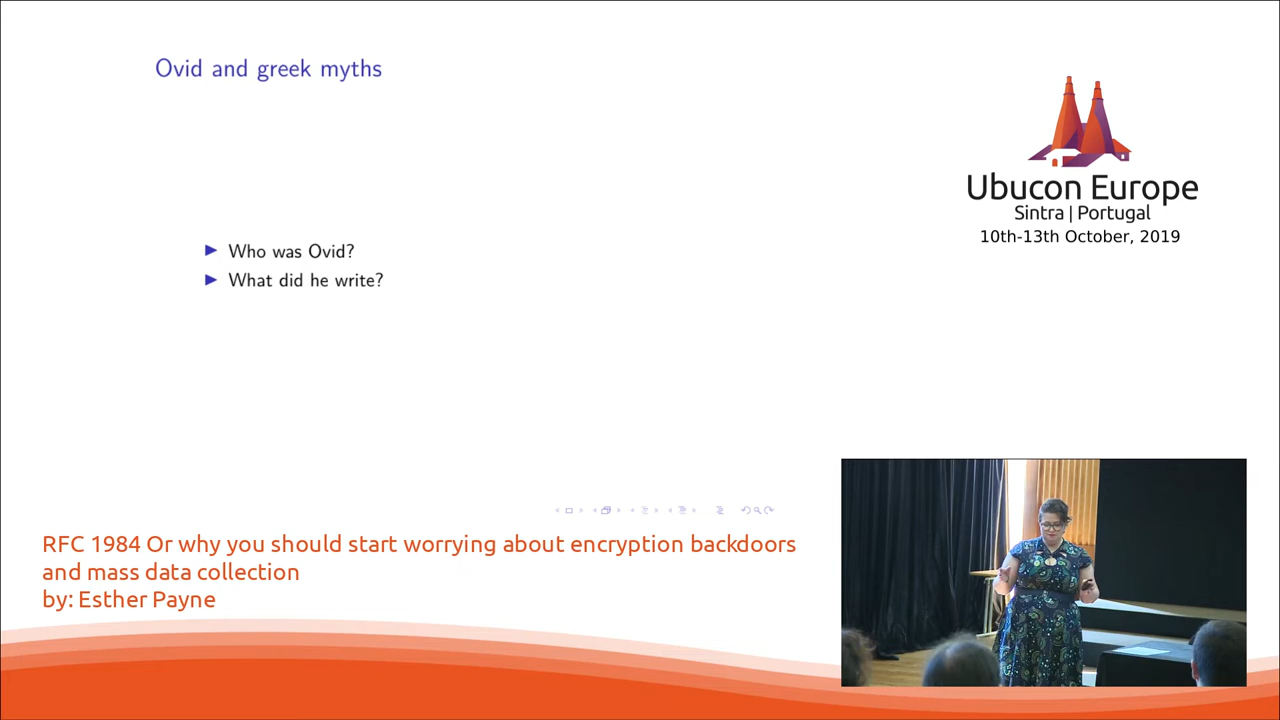 Ovid and greek myths
Who was Ovid?
What did he write?
Ubucon Europe
Sintra | Portugal
10th-13th October, 2019
RFC 1984 Or why you should start worrying about encryption backdoors
and mass data collection
by: Esther Payne